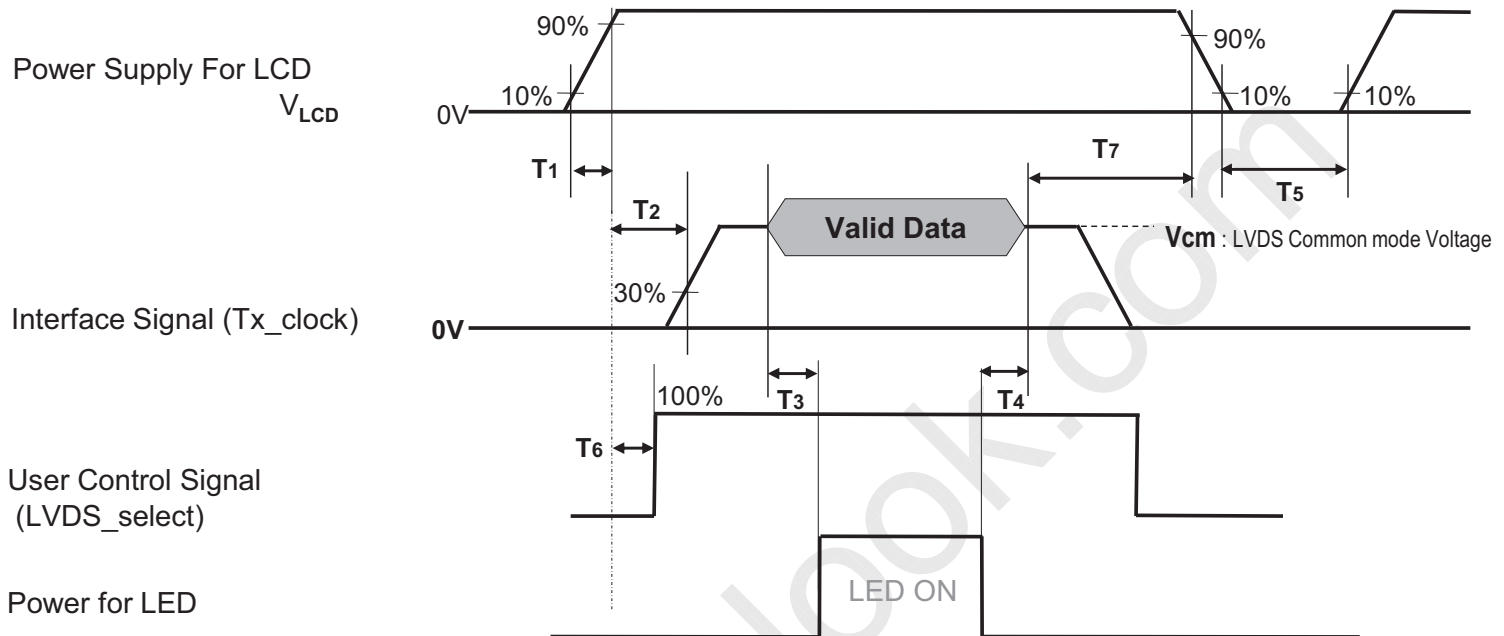 90%
90%
Power Supply For LCD
VLCD
10%
10%
10%
0V
T1
T7
T5
T2
Valid Data
Vcm : LVDS Common mode Voltage
30%
Interface Signal (Tx_clock)
0V
100%
T3
T4
T6
User Control Signal
(LVDS_select)
LED ON
Power for LED
look.com